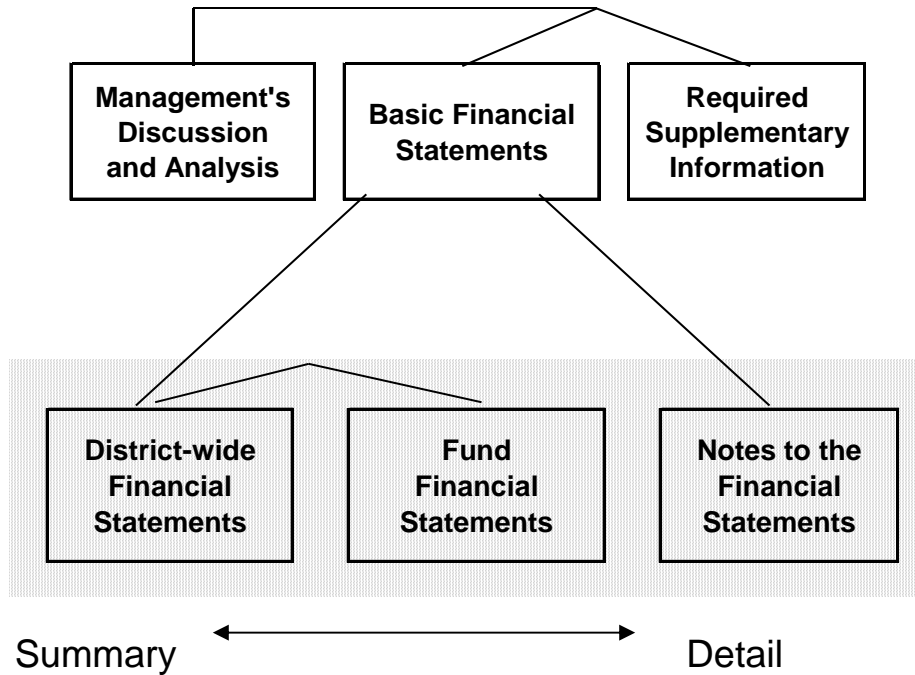 Management's
Discussion
and Analysis
Basic Financial
Statements
Required
Supplementary
Information
District-wide
Financial
Statements
Fund
Financial
Statements
Notes to the
Financial
Statements
Summary
Detail